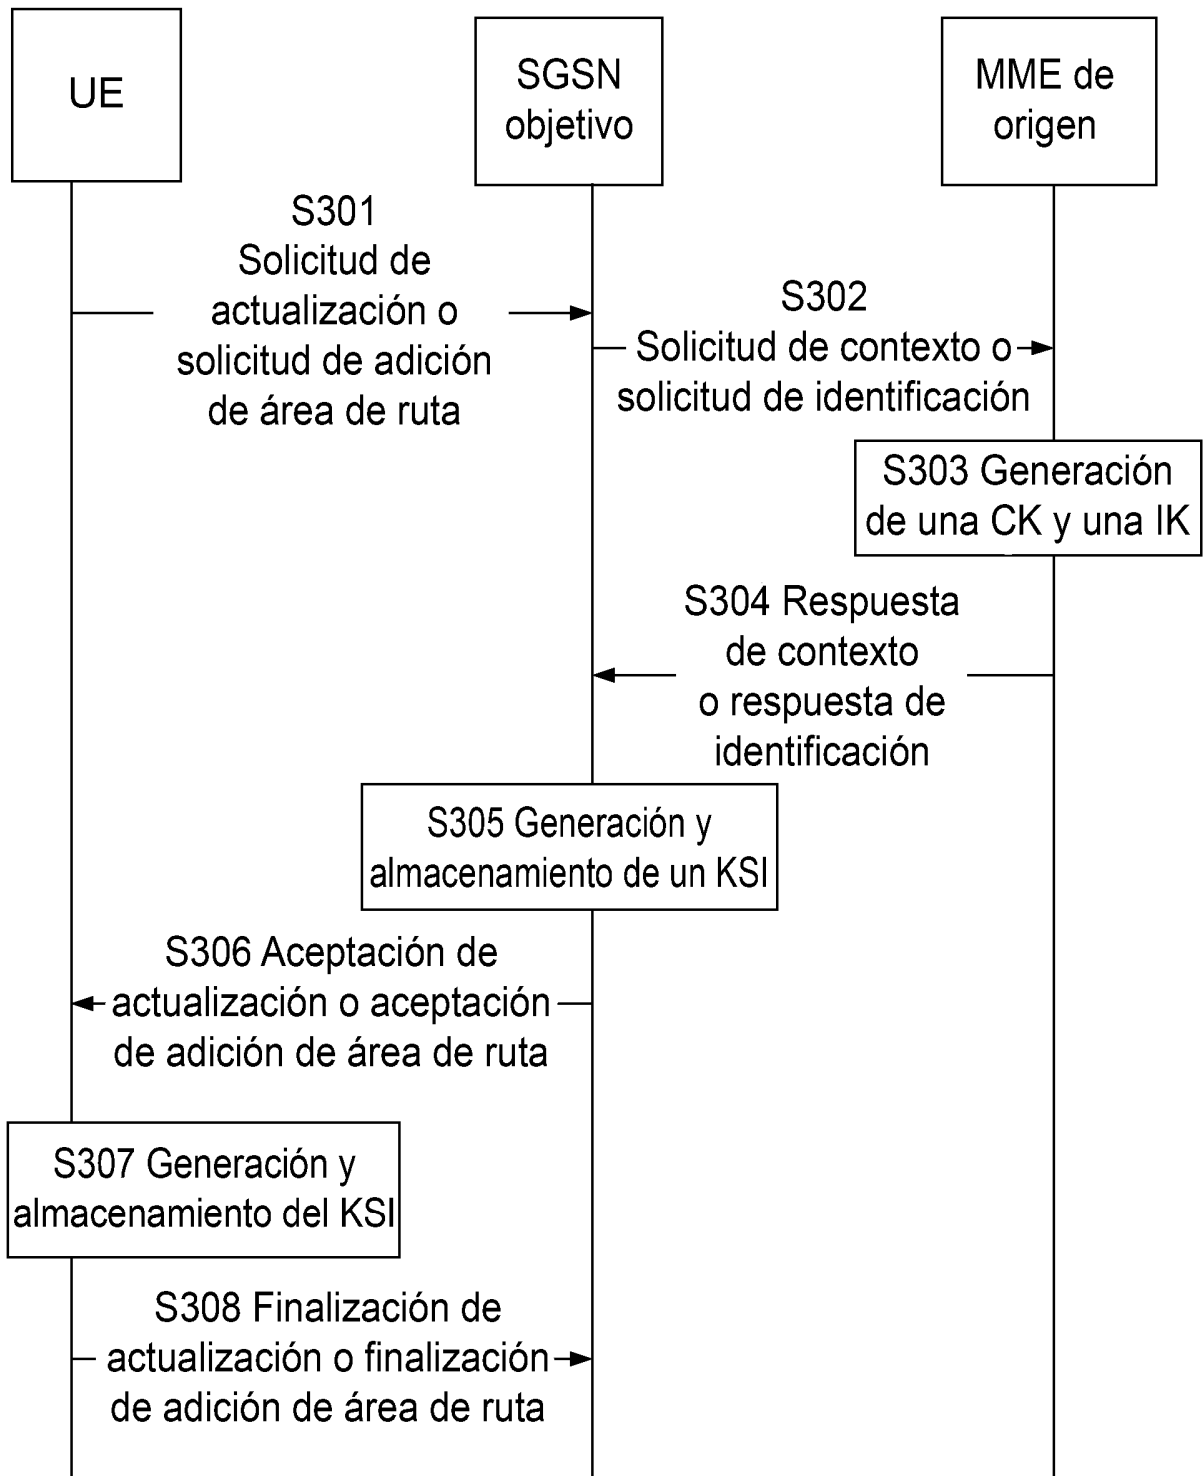 UE
SGSN
objetivo
MME de
origen
S301
Solicitud de
actualización o
solicitud de adición
de área de ruta
S302
Solicitud de contexto o
solicitud de identificación
S303 Generación
de una CK y una IK
S304 Respuesta
de contexto
o respuesta de
identificación
S305 Generación y
almacenamiento de un KSI
S306 Aceptación de
actualización o aceptación
de adición de área de ruta
S307 Generación y
almacenamiento del KSI
S308 Finalización de
actualización o finalización
de adición de área de ruta